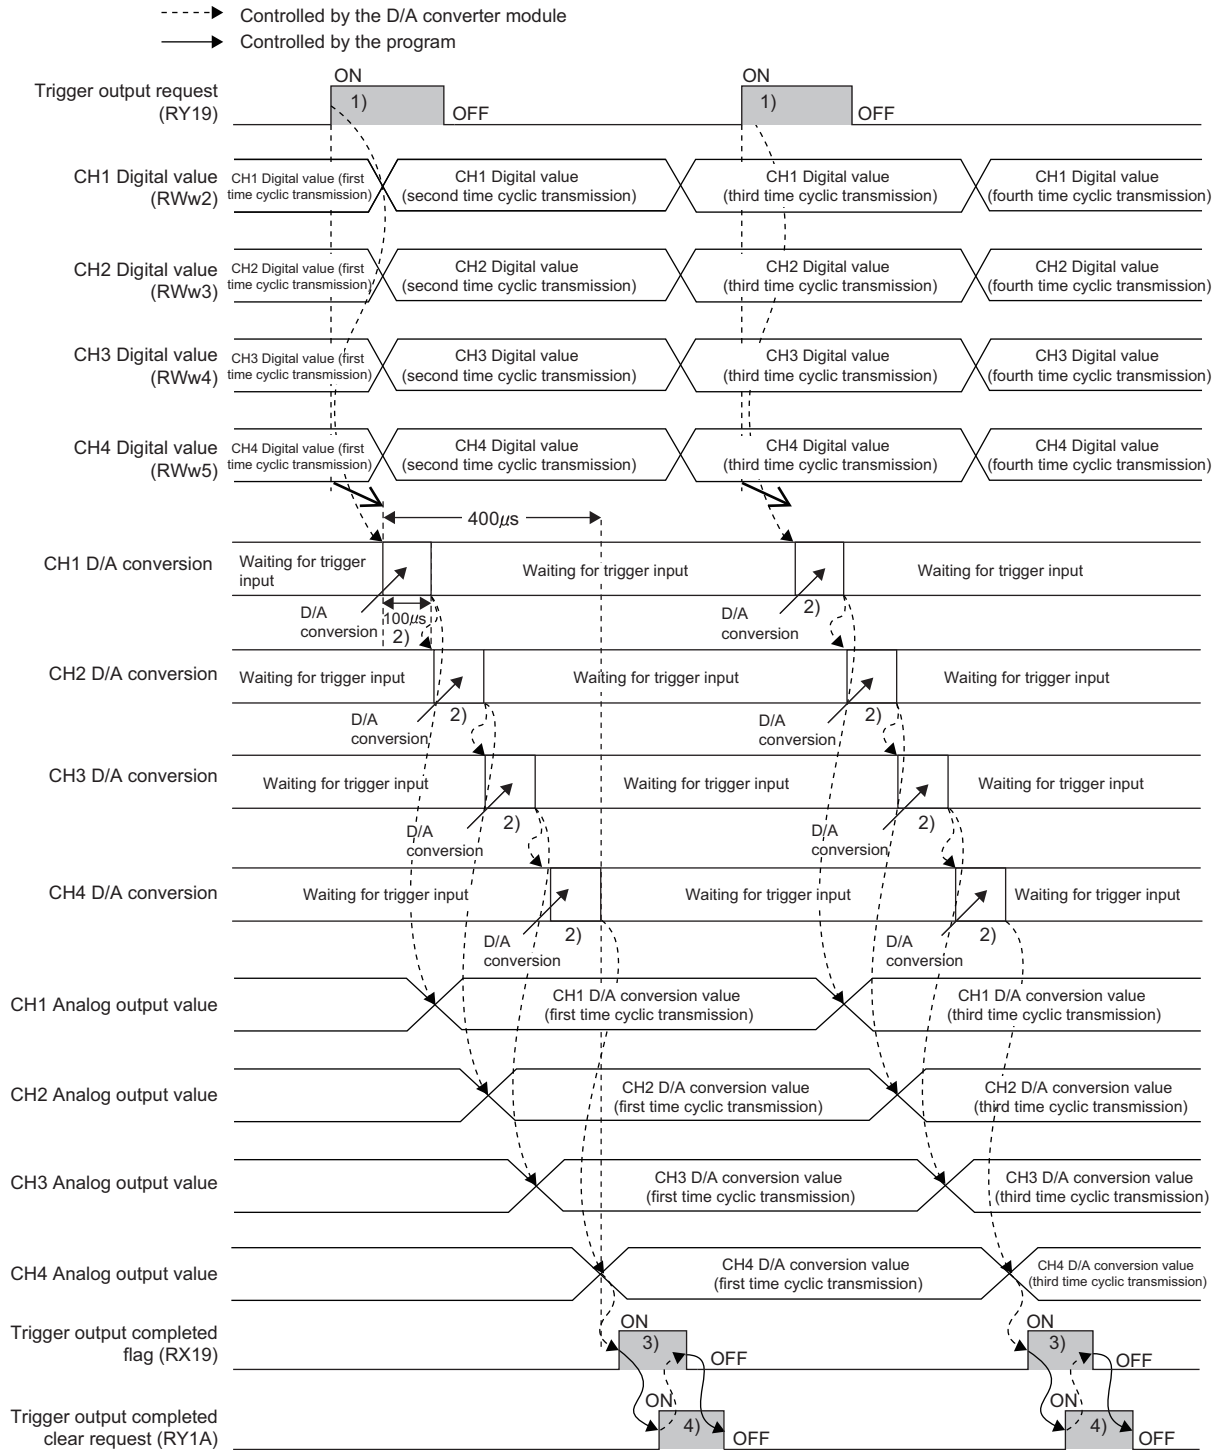 Controlled by the D/A converter module
Controlled by the program
ON
Trigger output request
(RY19)
1)
OFF
ON
1)
OFF
CH1 Digital value
(RWw2)
CH1 Digital value (first
time cyclic transmission)
CH1 Digital value
(second time cyclic transmission)
CH1 Digital value
(third time cyclic transmission)
CH1 Digital value
(fourth time cyclic transmission)
CH2 Digital value
(RWw3)
CH2 Digital value (first
time cyclic transmission)
CH2 Digital value
(second time cyclic transmission)
CH2 Digital value
(third time cyclic transmission)
CH2 Digital value
(fourth time cyclic transmission)
CH3 Digital value
(RWw4)
CH3 Digital value (first
time cyclic transmission)
CH3 Digital value
(second time cyclic transmission)
CH3 Digital value
(third time cyclic transmission)
CH3 Digital value
(fourth time cyclic transmission)
CH4 Digital value
(RWw5)
CH4 Digital value (first
time cyclic transmission)
CH4 Digital value
(second time cyclic transmission)
CH4 Digital value
(third time cyclic transmission)
CH4 Digital value
(fourth time cyclic transmission)
400µs
CH1 D/A conversion
Waiting for trigger
input
Waiting for trigger input
Waiting for trigger input
D/A
conversion
100µs
2)
D/A
conversion
2)
CH2 D/A conversion
Waiting for trigger input
Waiting for trigger input
Waiting for trigger input
D/A
conversion
2)
D/A
conversion
2)
CH3 D/A conversion
Waiting for trigger input
Waiting for trigger input
Waiting for trigger input
D/A
conversion
2)
D/A
conversion
2)
CH4 D/A conversion
Waiting for trigger input
Waiting for trigger input
Waiting for trigger input
D/A
conversion
2)
D/A
conversion
2)
CH1 Analog output value
CH1 D/A conversion value
(first time cyclic transmission)
CH1 D/A conversion value
(third time cyclic transmission)
CH2 Analog output value
CH2 D/A conversion value
(first time cyclic transmission)
CH2 D/A conversion value
(third time cyclic transmission)
CH3 Analog output value
CH3 D/A conversion value
(first time cyclic transmission)
CH3 D/A conversion value
(third time cyclic transmission)
CH4 Analog output value
CH4 D/A conversion value
(first time cyclic transmission)
CH4 D/A conversion value
(third time cyclic transmission)
Trigger output completed
flag (RX19)
ON
3)
OFF
ON
3)
OFF
Trigger output completed
clear request (RY1A)
ON
4)
OFF
ON
4)
OFF